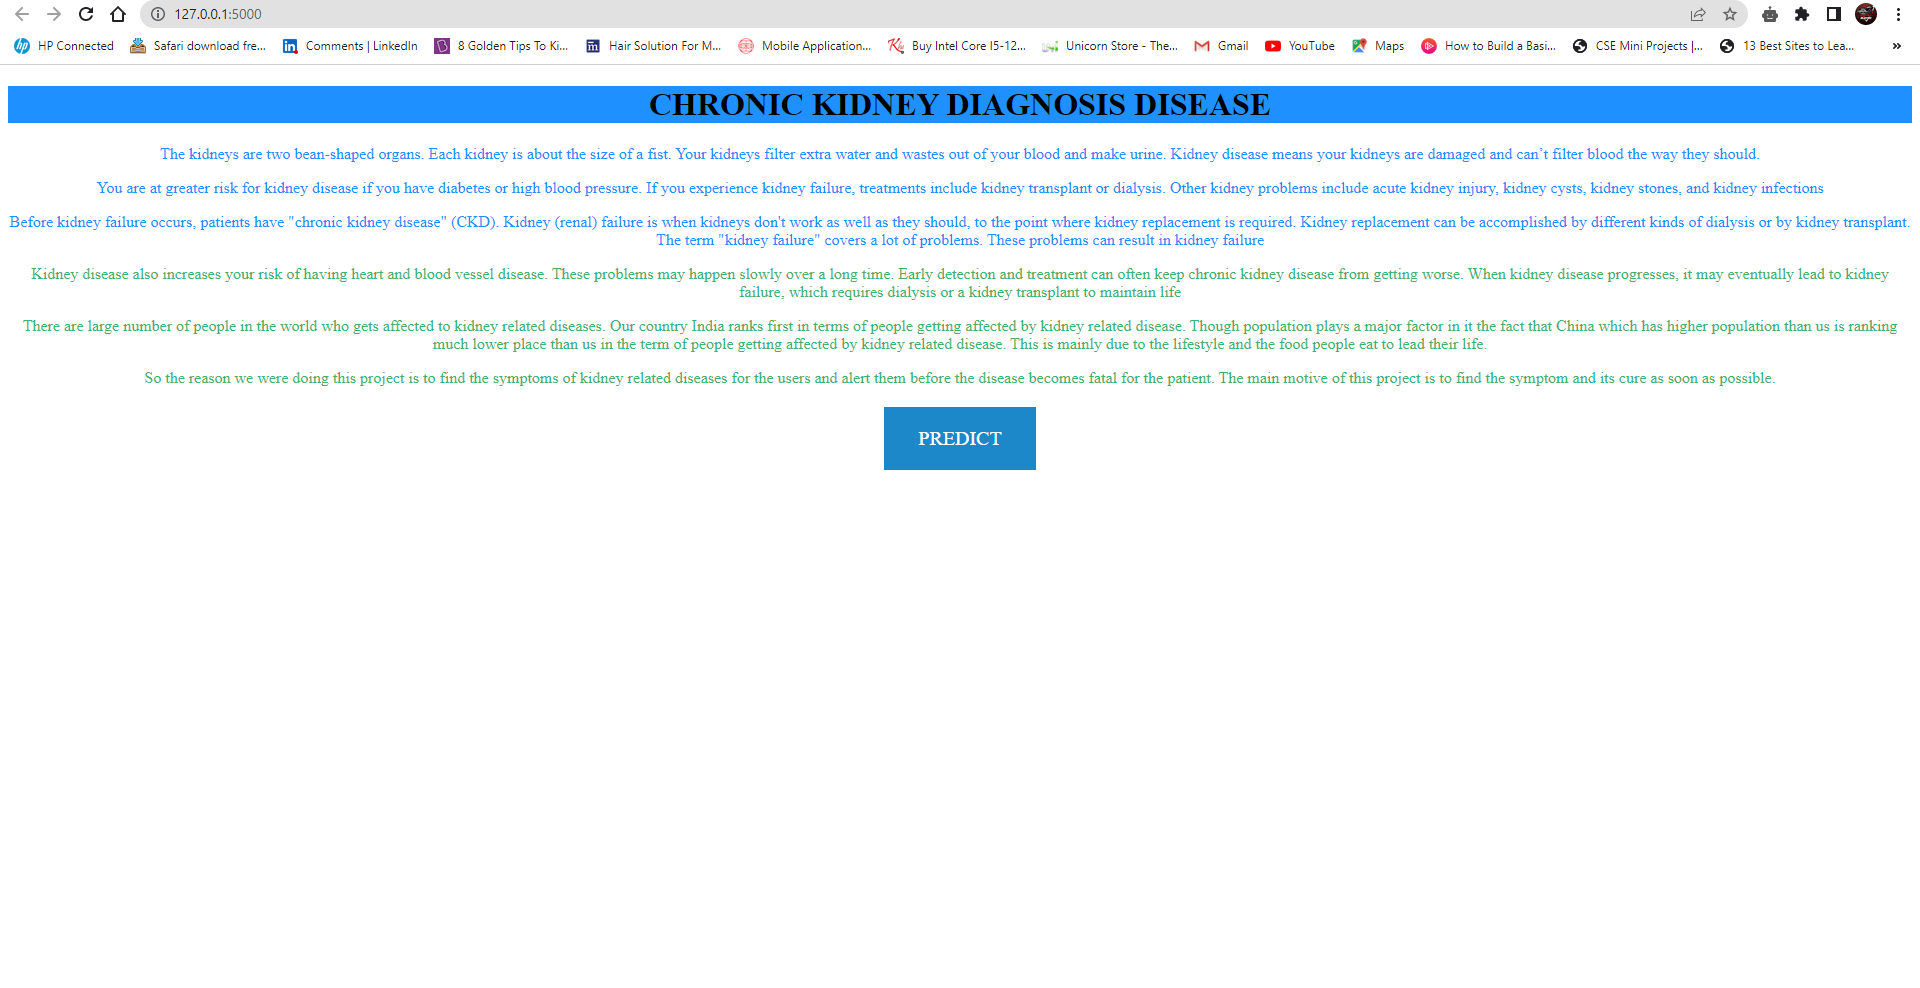 127.0.0.1:5000
HP Connected
Safari download fre...
Comments | LinkedIn
8 Golden Tips To Ki...
Hair Solution For M...
Mobile Application...
Buy Intel Core I5-12...
Unicorn Store - The...
Gmail
YouTube
Maps
How to Build a Basi...
CSE Mini Projects |...
13 Best Sites to Lea...
»
CHRONIC KIDNEY DIAGNOSIS DISEASE
The kidneys are two bean-shaped organs. Each kidney is about the size of a fist. Your kidneys filter extra water and wastes out of your blood and make urine. Kidney disease means your kidneys are damaged and can’t filter blood the way they should.
You are at greater risk for kidney disease if you have diabetes or high blood pressure. If you experience kidney failure, treatments include kidney transplant or dialysis. Other kidney problems include acute kidney injury, kidney cysts, kidney stones, and kidney infections
Before kidney failure occurs, patients have "chronic kidney disease" (CKD). Kidney (renal) failure is when kidneys don't work as well as they should, to the point where kidney replacement is required. Kidney replacement can be accomplished by different kinds of dialysis or by kidney transplant.
The term "kidney failure" covers a lot of problems. These problems can result in kidney failure
Kidney disease also increases your risk of having heart and blood vessel disease. These problems may happen slowly over a long time. Early detection and treatment can often keep chronic kidney disease from getting worse. When kidney disease progresses, it may eventually lead to kidney
failure, which requires dialysis or a kidney transplant to maintain life
There are large number of people in the world who gets affected to kidney related diseases. Our country India ranks first in terms of people getting affected by kidney related disease. Though population plays a major factor in it the fact that China which has higher population than us is ranking
much lower place than us in the term of people getting affected by kidney related disease. This is mainly due to the lifestyle and the food people eat to lead their life.
So the reason we were doing this project is to find the symptoms of kidney related diseases for the users and alert them before the disease becomes fatal for the patient. The main motive of this project is to find the symptom and its cure as soon as possible.
PREDICT